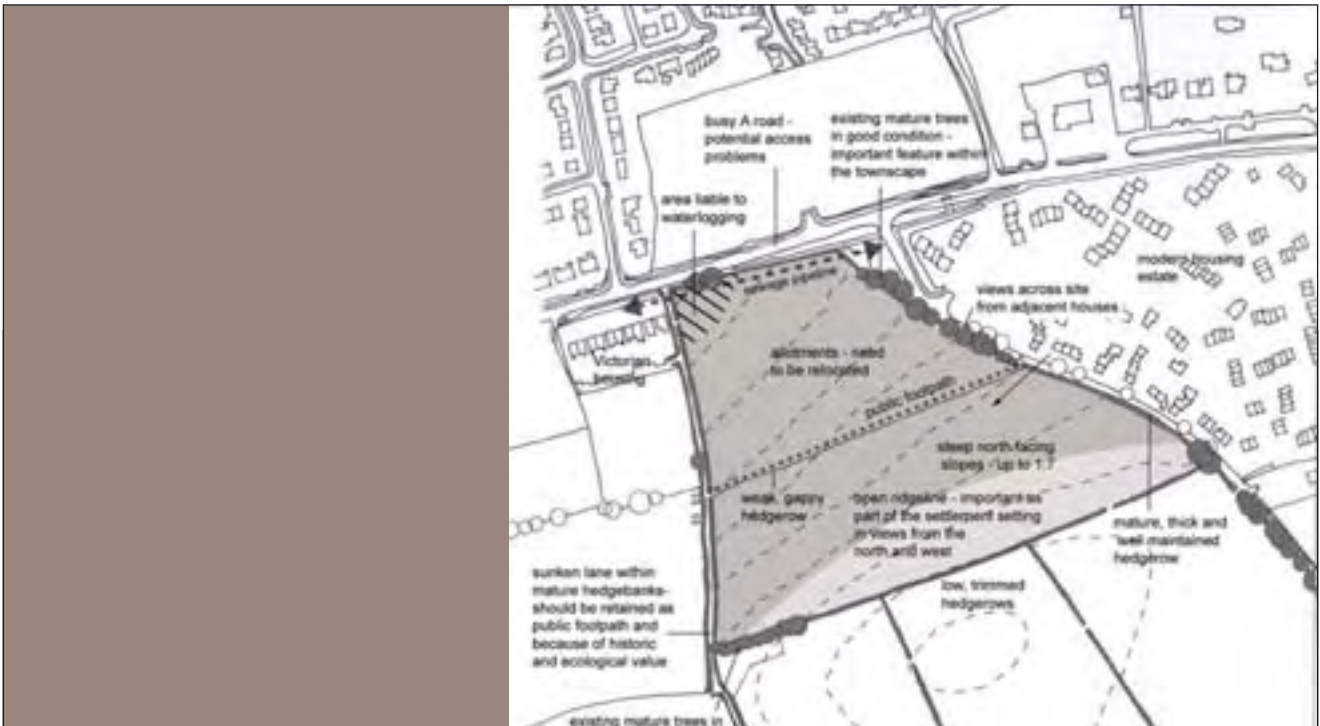 busy A road -
potential access
problems
existing mature trees
in good condition -
important feature within
the townscape
area liable to
waterlogging
modern housing
estate
sewage pipeline
views across site
from adjacent houses
Victorian
housing
allotments - need
to be relocated
public footpath
steep north facing
slopes - up to 1:7
weak, gappy
hedgerow
open ridgeline - important as
part of the settlement setting
in views from the
north and west
mature, thick and
well maintained
hedgerow
sunken lane within
mature hedgebanks-
should be retained as
public footpath and
because of historic
and ecological value
low, trimmed
hedgerows
existing mature trees in